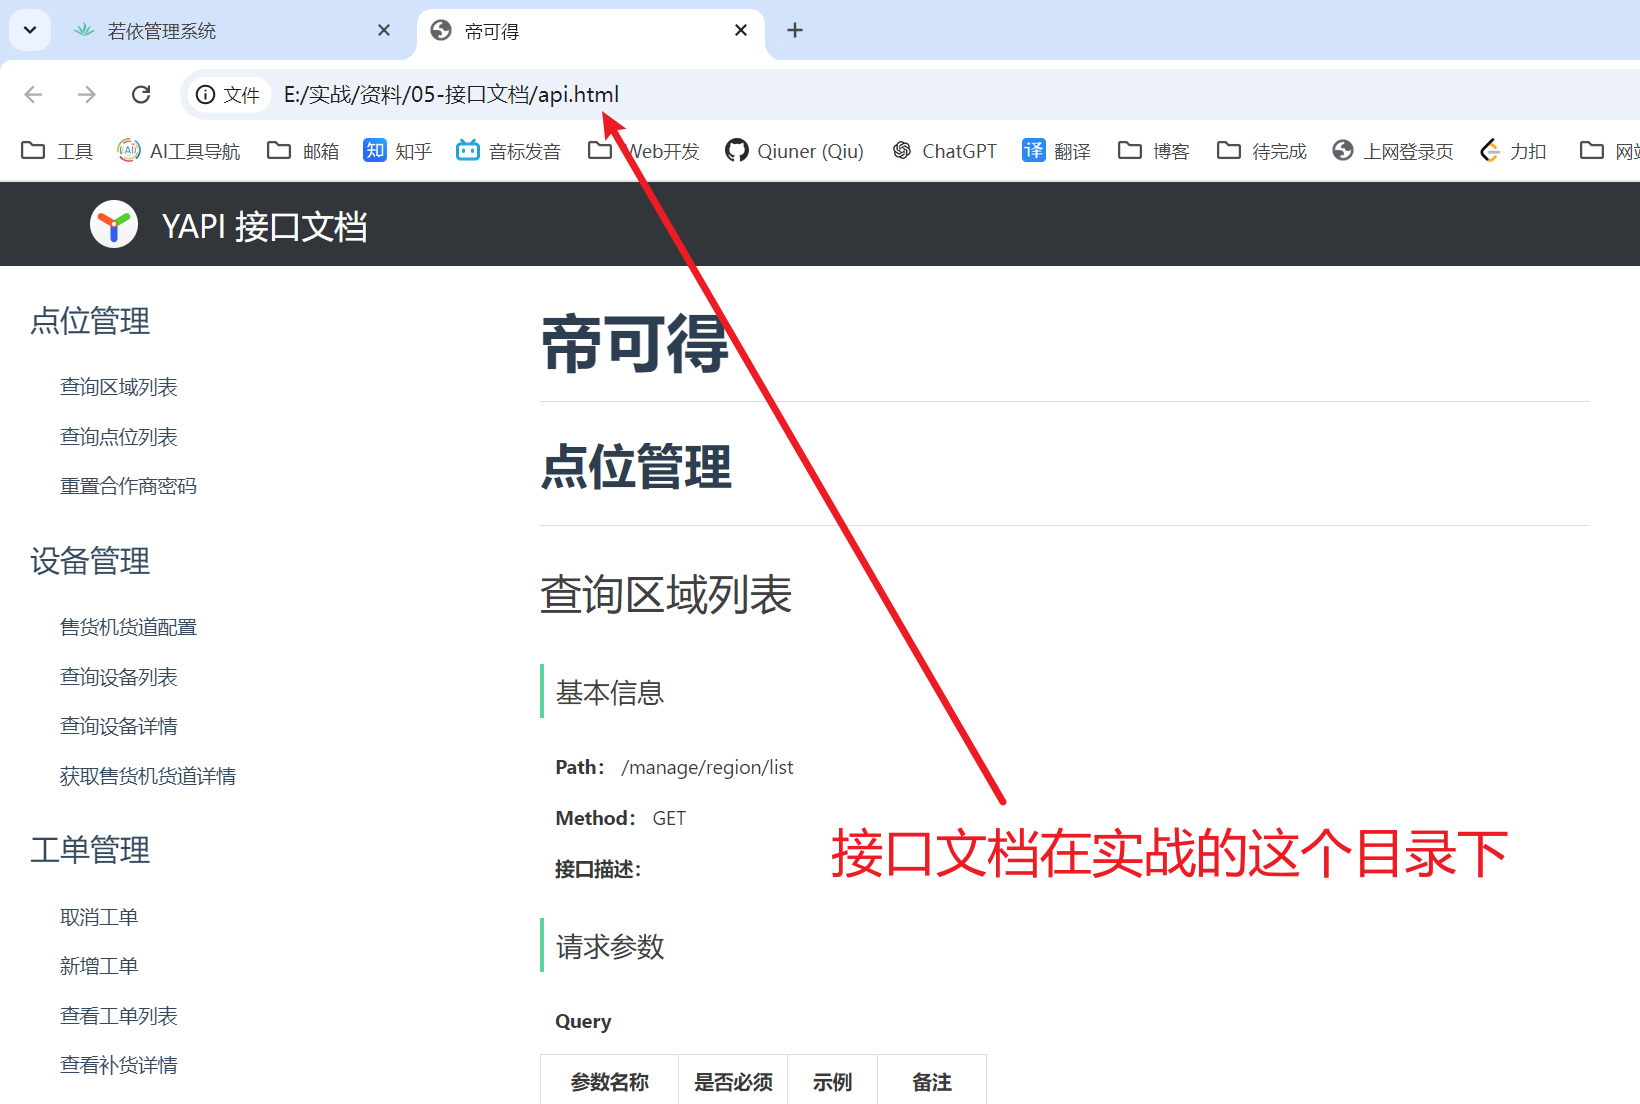 若依管理系统
帝可得
文件 E:/实战/资料/05-接口文档/api.html
工具 AI工具导航 邮箱 知 知乎 音标发音 Web开发 Qiuner (Qiu) ChatGPT 译 翻译 博客 待完成 上网登录页 力扣 网站
YAPI 接口文档
点位管理
查询区域列表
查询点位列表
重置合作商密码
设备管理
售货机货道配置
查询设备列表
查询设备详情
获取售货机货道详情
工单管理
取消工单
新增工单
查看工单列表
查看补货详情
帝可得
点位管理
查询区域列表
基本信息
Path： /manage/region/list
Method： GET
接口描述：
接口文档在实战的这个目录下
请求参数
Query
参数名称 是否必须 示例 备注